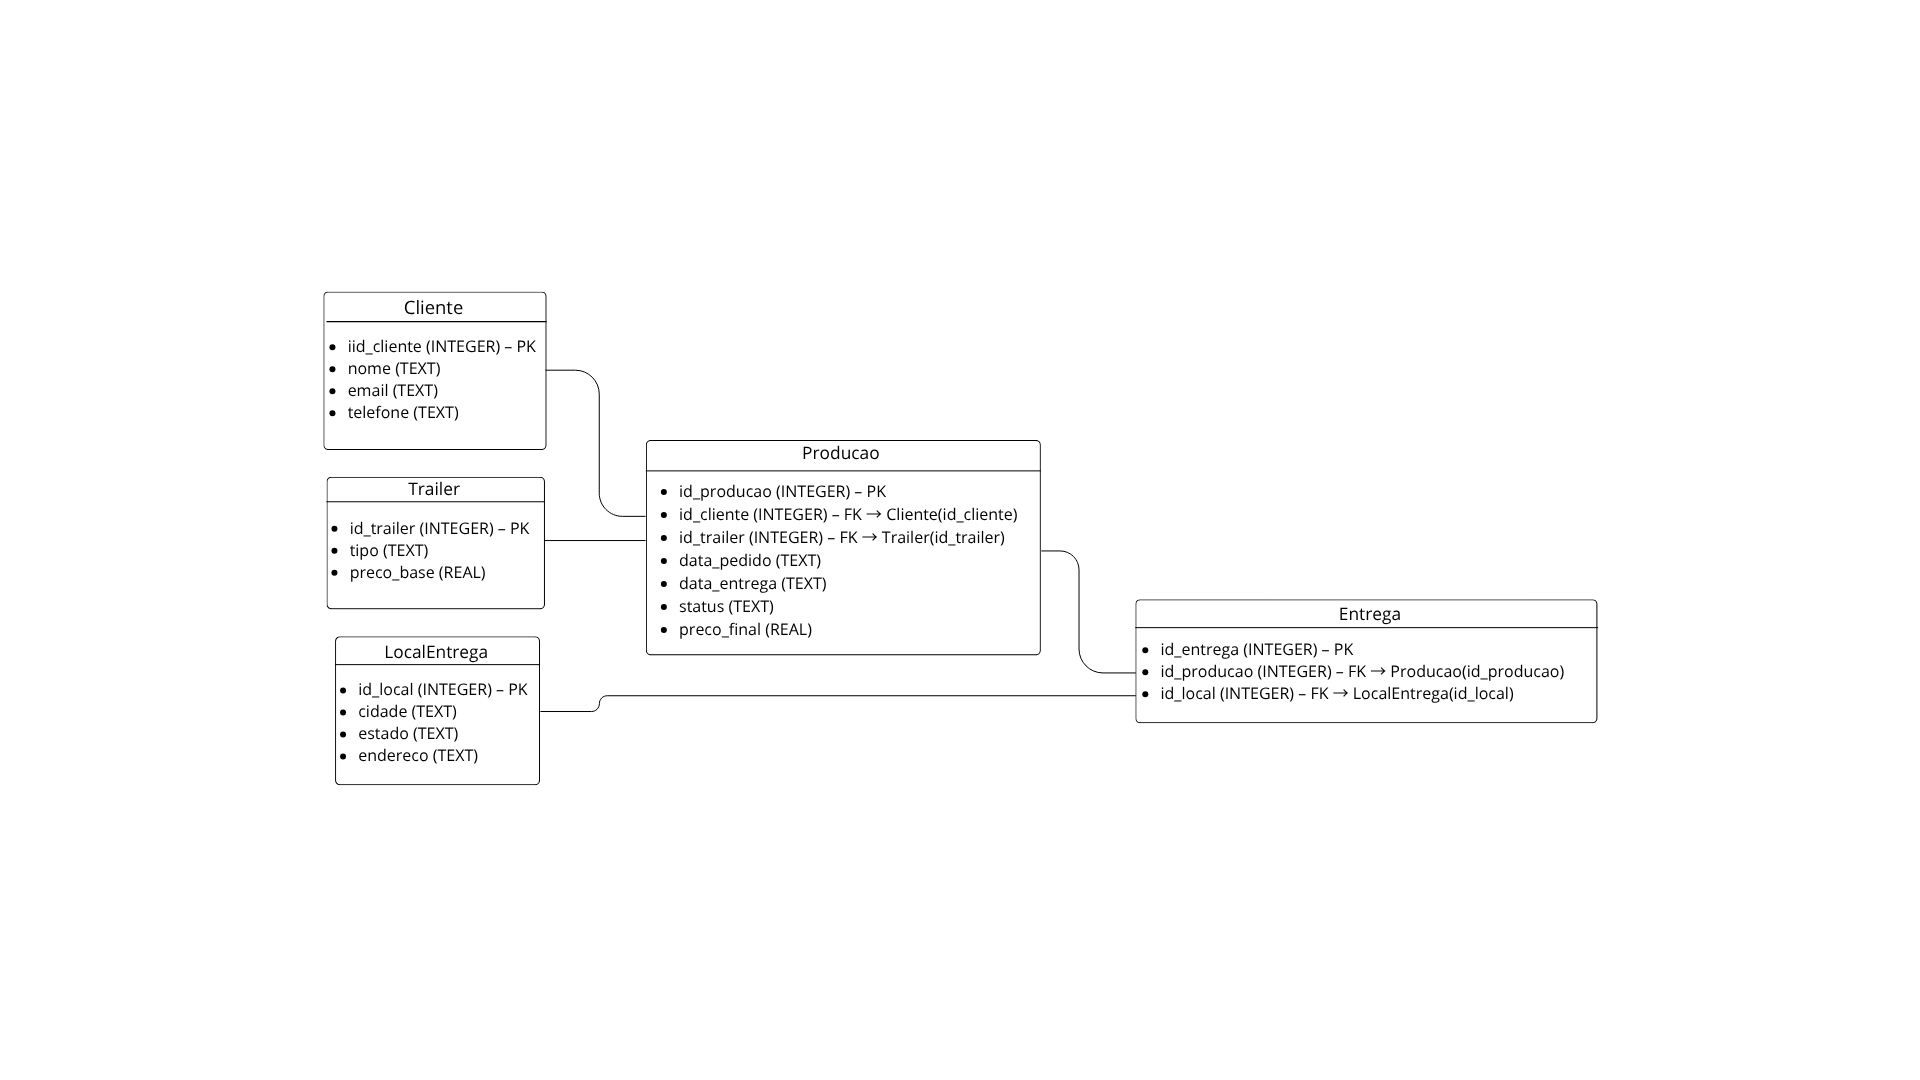 Cliente
• iid_cliente (INTEGER) – PK
• nome (TEXT)
• email (TEXT)
• telefone (TEXT)
Trailer
• id_trailer (INTEGER) – PK
• tipo (TEXT)
• preco_base (REAL)
LocalEntrega
• id_local (INTEGER) – PK
• cidade (TEXT)
• estado (TEXT)
• endereco (TEXT)
Producao
• id_producao (INTEGER) – PK
• id_cliente (INTEGER) – FK → Cliente(id_cliente)
• id_trailer (INTEGER) – FK → Trailer(id_trailer)
• data_pedido (TEXT)
• data_entrega (TEXT)
• status (TEXT)
• preco_final (REAL)
Entrega
• id_entrega (INTEGER) – PK
• id_producao (INTEGER) – FK → Producao(id_producao)
• id_local (INTEGER) – FK → LocalEntrega(id_local)